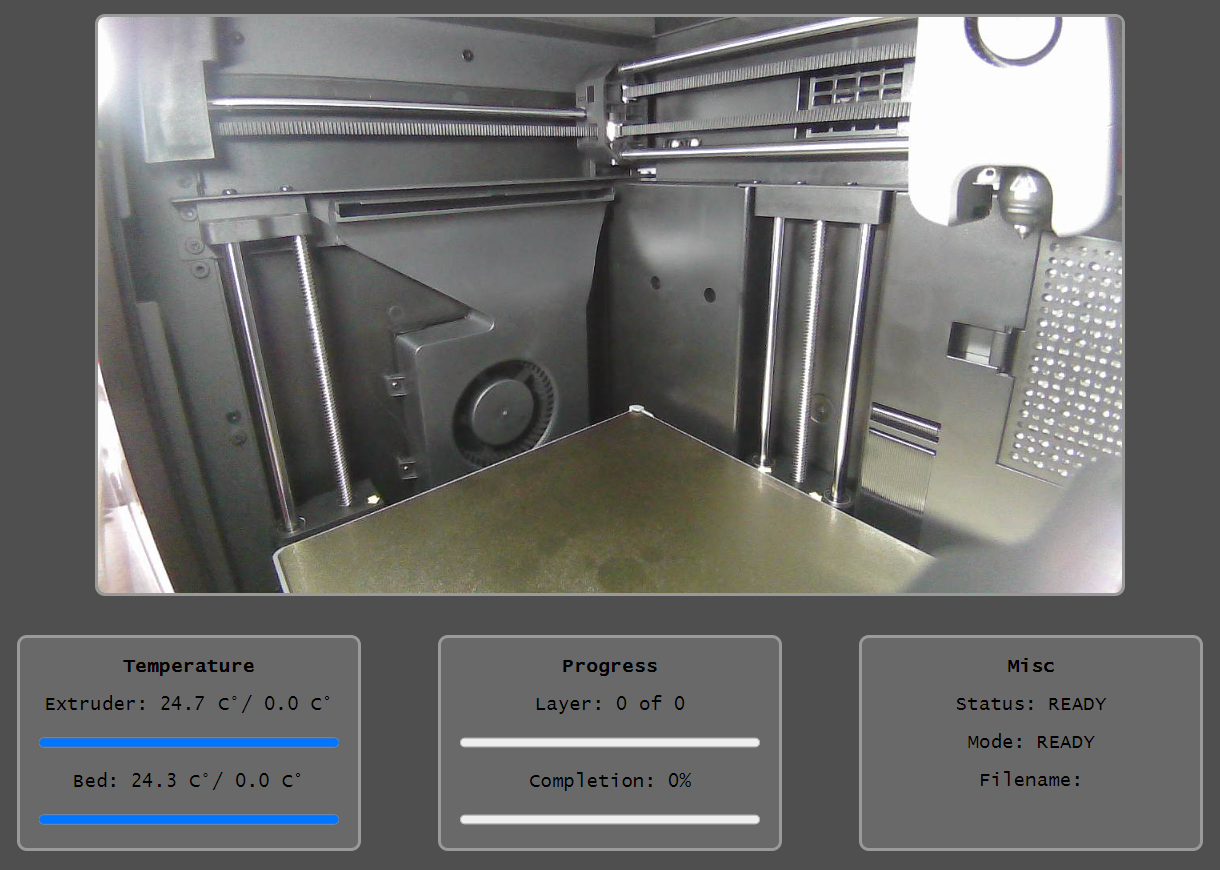 Temperature
Extruder: 24.7 C°/ 0.0 C°
Bed: 24.3 C°/ 0.0 C°
Progress
Layer: 0 of 0
Completion: 0%
Misc
Status: READY
Mode: READY
Filename: